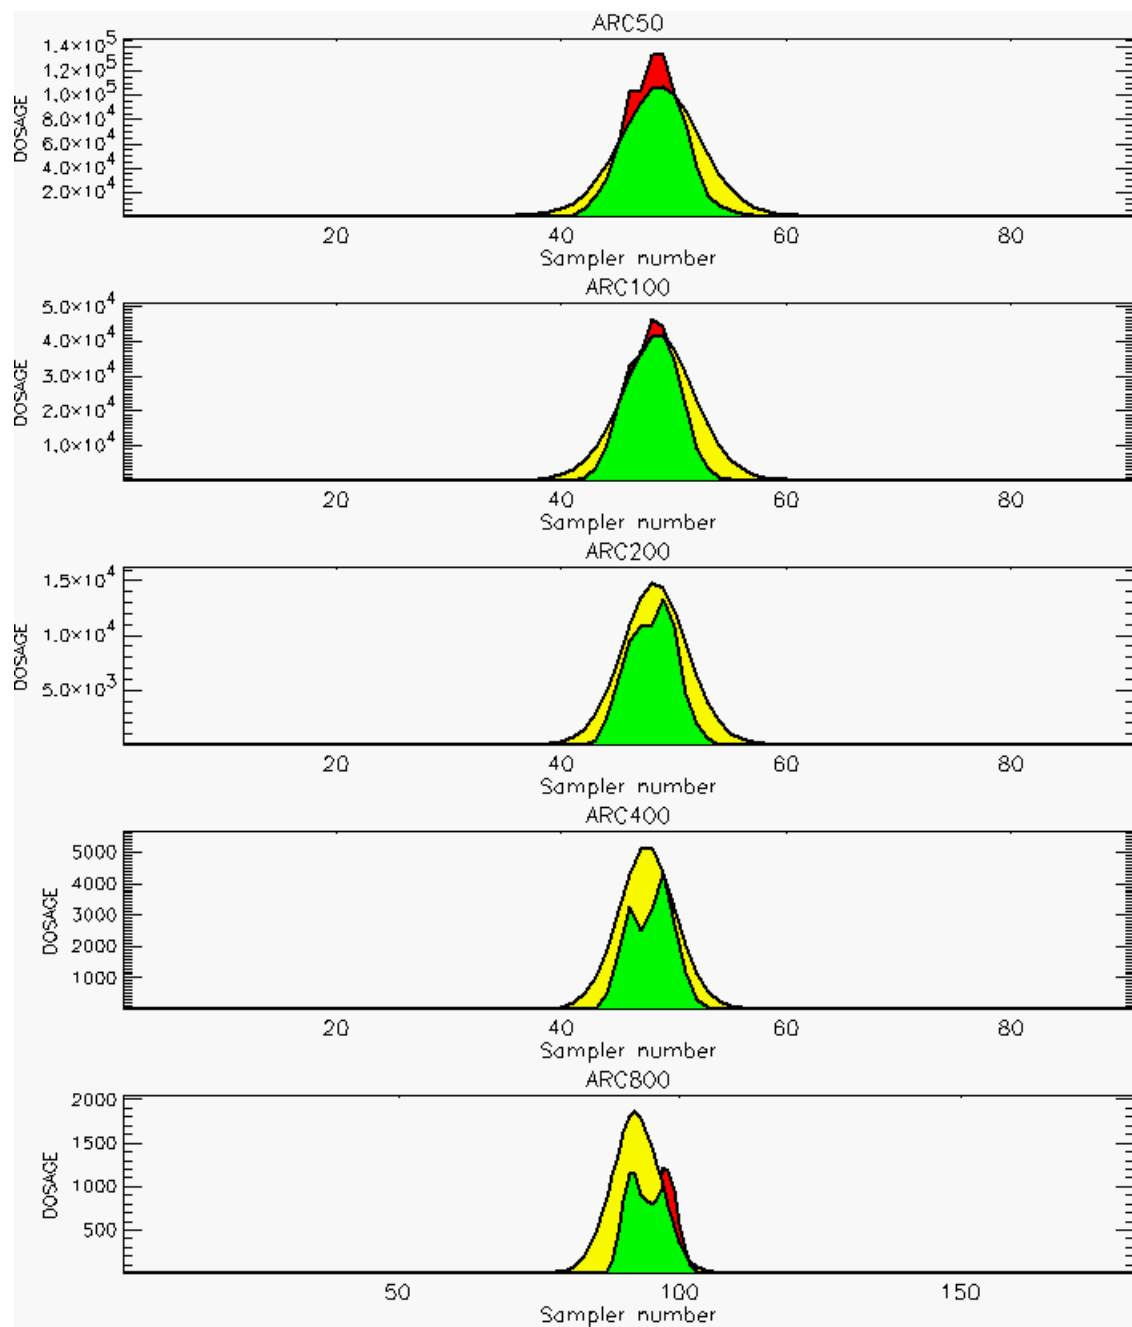 ARC50
1.4×10⁵
1.2×10⁵
1.0×10⁵
8.0×10⁴
6.0×10⁴
4.0×10⁴
2.0×10⁴
DOSAGE
20 40 60 80
Sampler number
ARC100
5.0×10⁴
4.0×10⁴
3.0×10⁴
2.0×10⁴
1.0×10⁴
DOSAGE
20 40 60 80
Sampler number
ARC200
1.5×10⁴
1.0×10⁴
5.0×10³
DOSAGE
20 40 60 80
Sampler number
ARC400
5000
4000
3000
2000
1000
DOSAGE
20 40 60 80
Sampler number
ARC800
2000
1500
1000
500
DOSAGE
50 100 150
Sampler number